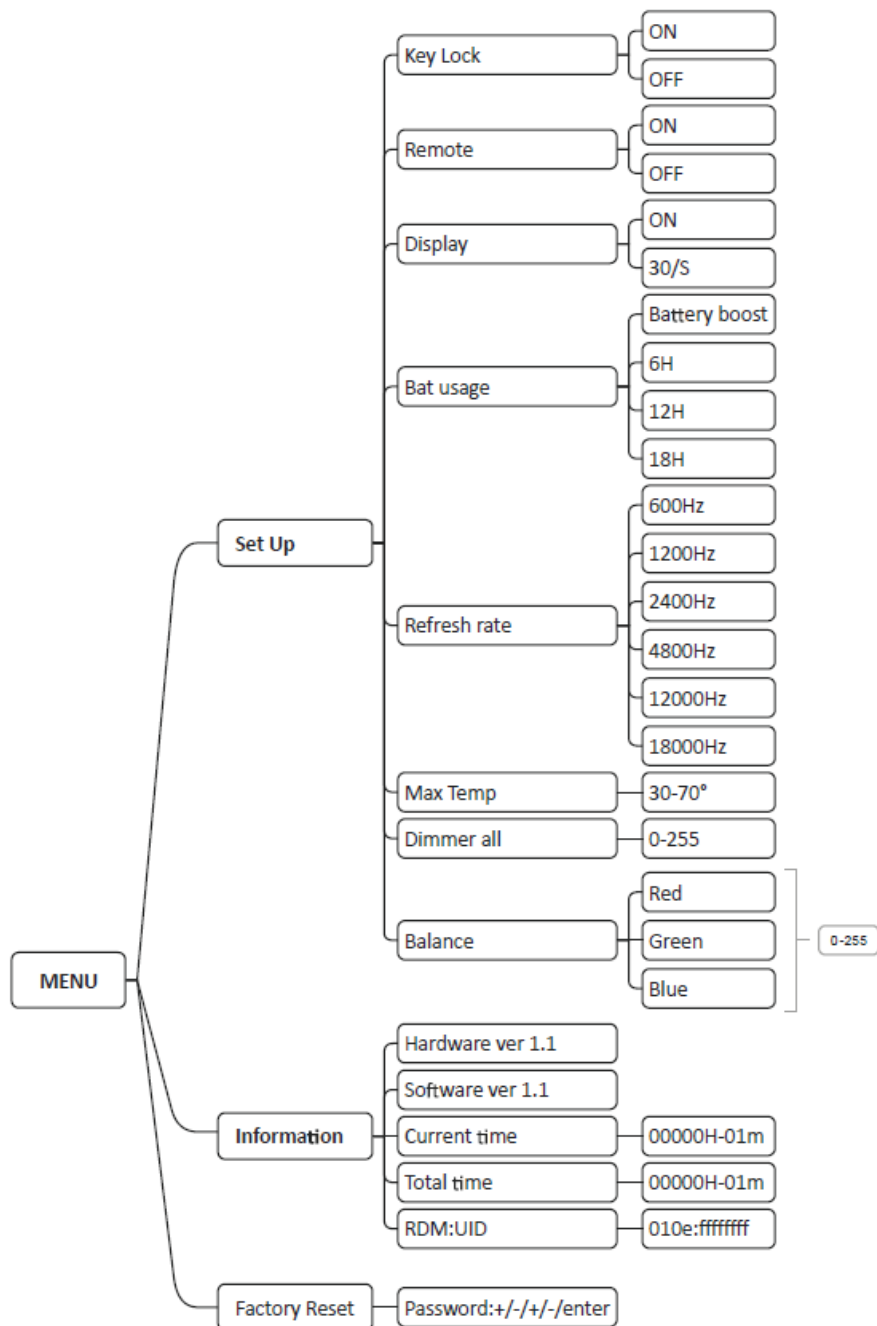 MENU
Set Up
Key Lock
ON
OFF
Remote
ON
OFF
Display
ON
30/S
Bat usage
Battery boost
6H
12H
18H
Refresh rate
600Hz
1200Hz
2400Hz
4800Hz
12000Hz
18000Hz
Max Temp
30-70°
Dimmer all
0-255
Balance
Red
Green
Blue
0-255
Information
Hardware ver 1.1
Software ver 1.1
Current time
00000H-01m
Total time
00000H-01m
RDM:UID
010e:ffffffff
Factory Reset
Password:+/-/+/-/enter